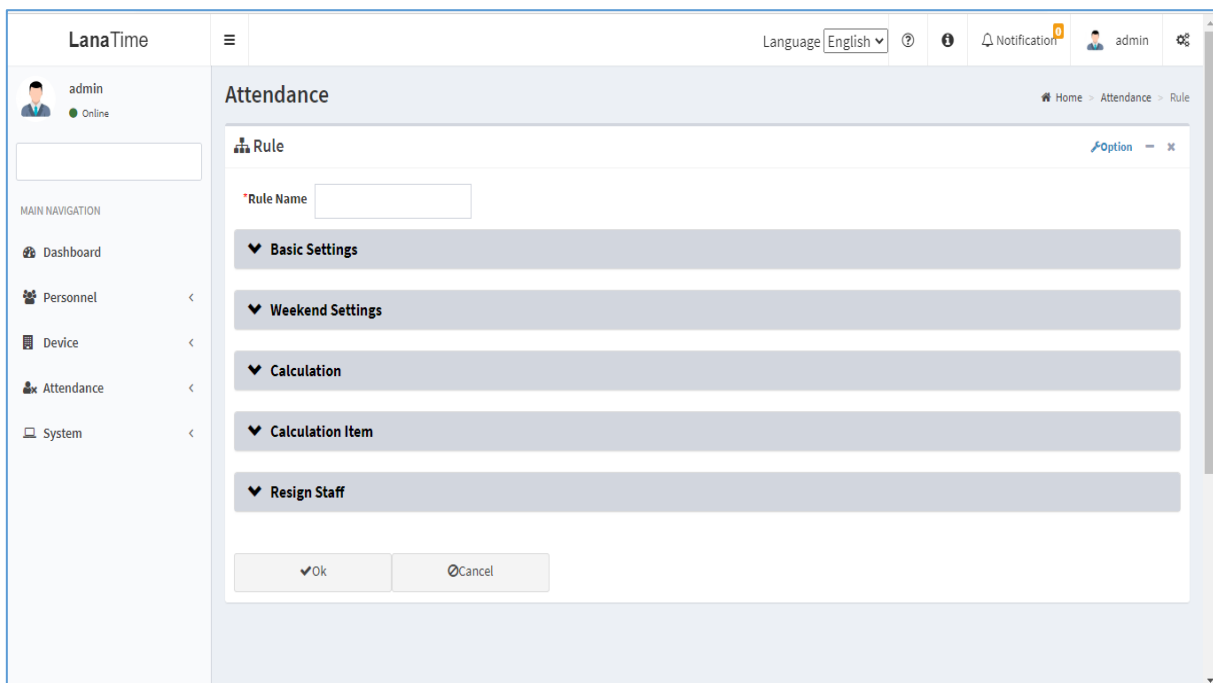 LanaTime
Language English
Notification 0
admin
admin
Online
MAIN NAVIGATION
Dashboard
Personnel
Device
Attendance
System
Attendance
Home > Attendance > Rule
Rule
Option
*Rule Name
Basic Settings
Weekend Settings
Calculation
Calculation Item
Resign Staff
Ok
Cancel